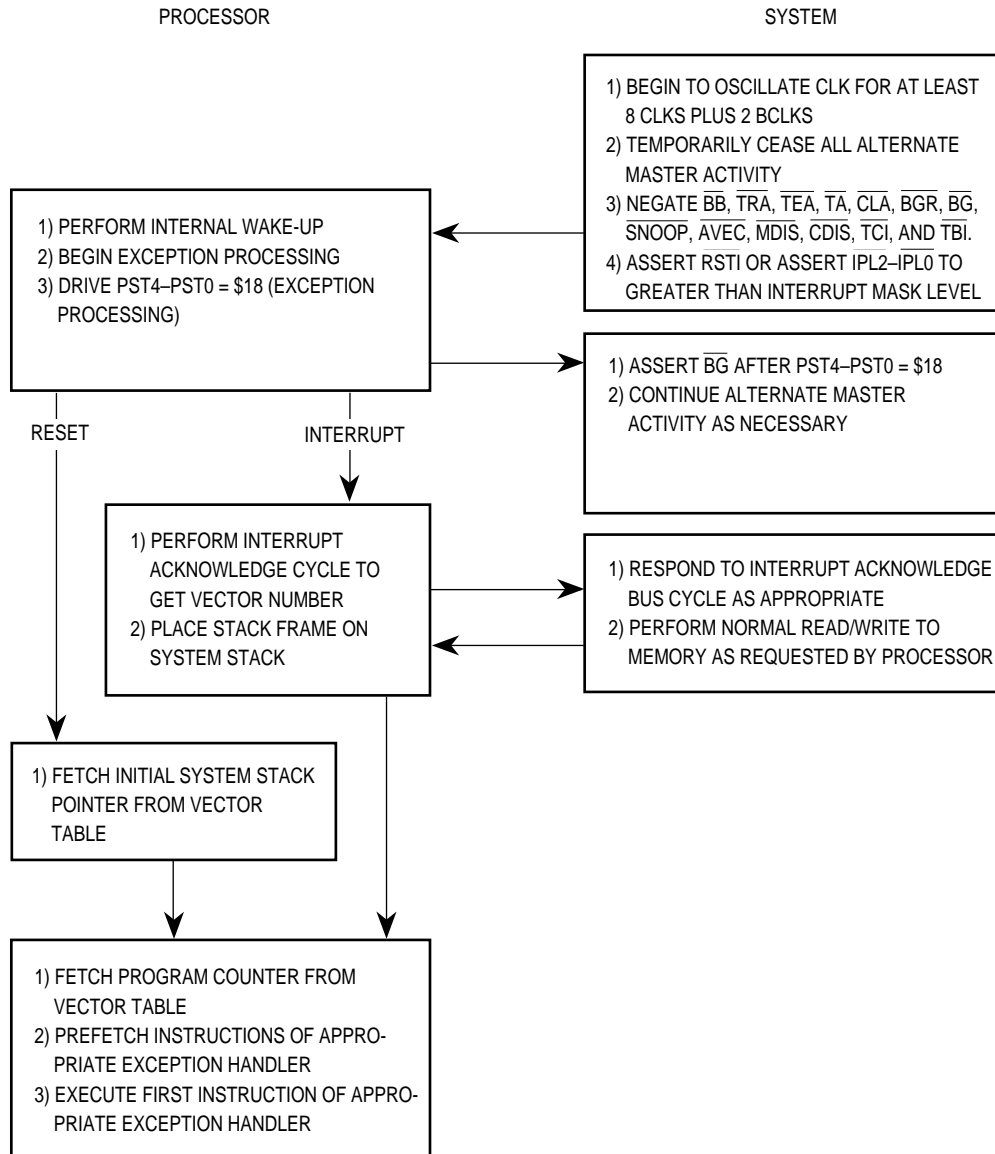 PROCESSOR
SYSTEM
1) BEGIN TO OSCILLATE CLK FOR AT LEAST
8 CLKS PLUS 2 BCLKS
2) TEMPORARILY CEASE ALL ALTERNATE
MASTER ACTIVITY
3) NEGATE BB, TRA, TEA, TA, CLA, BGR, BG,
SNOOP, AVEC, MDIS, CDIS, TCI, AND TBI.
4) ASSERT RSTI OR ASSERT IPL2–IPL0 TO
GREATER THAN INTERRUPT MASK LEVEL
1) PERFORM INTERNAL WAKE-UP
2) BEGIN EXCEPTION PROCESSING
3) DRIVE PST4–PST0 = $18 (EXCEPTION
PROCESSING)
1) ASSERT BG AFTER PST4–PST0 = $18
2) CONTINUE ALTERNATE MASTER
ACTIVITY AS NECESSARY
RESET
INTERRUPT
1) PERFORM INTERRUPT
ACKNOWLEDGE CYCLE TO
GET VECTOR NUMBER
2) PLACE STACK FRAME ON
SYSTEM STACK
1) RESPOND TO INTERRUPT ACKNOWLEDGE
BUS CYCLE AS APPROPRIATE
2) PERFORM NORMAL READ/WRITE TO
MEMORY AS REQUESTED BY PROCESSOR
1) FETCH INITIAL SYSTEM STACK
POINTER FROM VECTOR
TABLE
1) FETCH PROGRAM COUNTER FROM
VECTOR TABLE
2) PREFETCH INSTRUCTIONS OF APPRO-
PRIATE EXCEPTION HANDLER
3) EXECUTE FIRST INSTRUCTION OF APPRO-
PRIATE EXCEPTION HANDLER